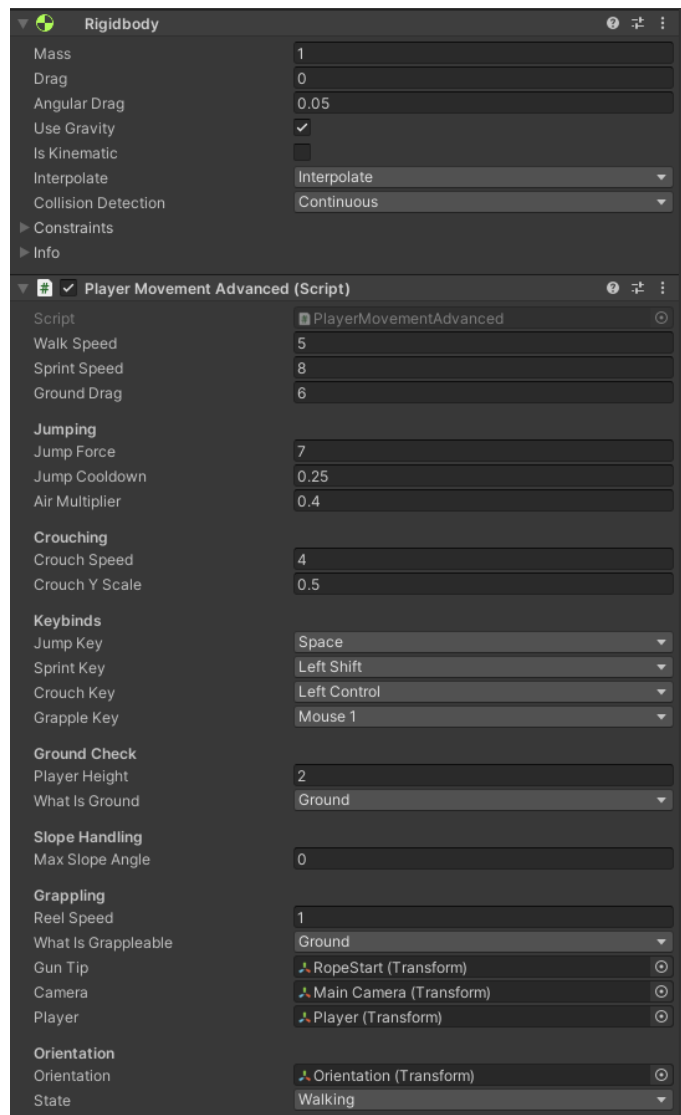 Rigidbody
Mass 1
Drag 0
Angular Drag 0.05
Use Gravity
Is Kinematic
Interpolate Interpolate
Collision Detection Continuous
Constraints
Info
# Player Movement Advanced (Script)
Script # PlayerMovementAdvanced
Walk Speed 5
Sprint Speed 8
Ground Drag 6
Jumping
Jump Force 7
Jump Cooldown 0.25
Air Multiplier 0.4
Crouching
Crouch Speed 4
Crouch Y Scale 0.5
Keybinds
Jump Key Space
Sprint Key Left Shift
Crouch Key Left Control
Grapple Key Mouse 1
Ground Check
Player Height 2
What Is Ground Ground
Slope Handling
Max Slope Angle 0
Grappling
Reel Speed 1
What Is Grappleable Ground
Gun Tip RopeStart (Transform)
Camera Main Camera (Transform)
Player Player (Transform)
Orientation
Orientation Orientation (Transform)
State Walking